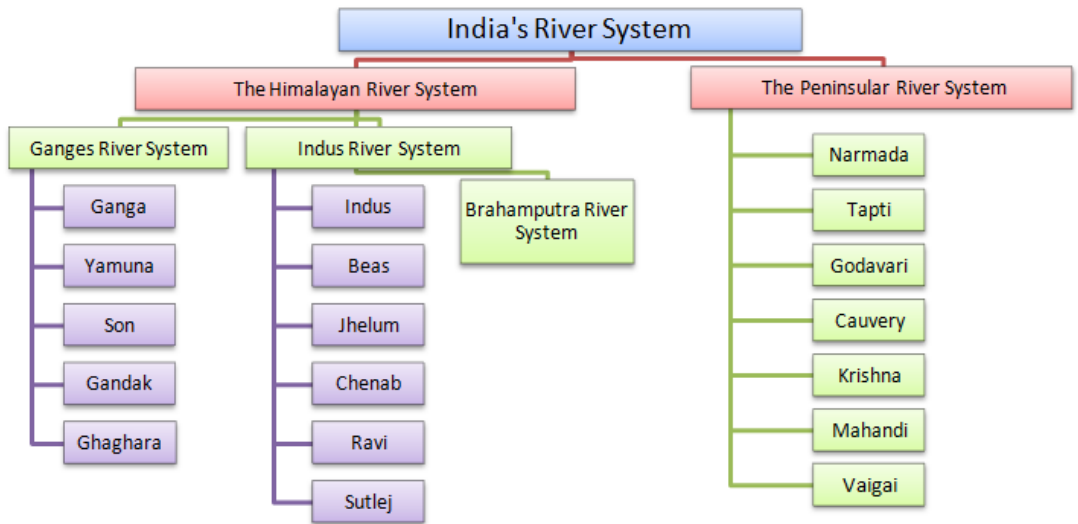 India's River System
The Himalayan River System
The Peninsular River System
Ganges River System
Indus River System
Brahamputra River
System
Ganga
Yamuna
Son
Gandak
Ghaghara
Indus
Beas
Jhelum
Chenab
Ravi
Sutlej
Narmada
Tapti
Godavari
Cauvery
Krishna
Mahandi
Vaigai